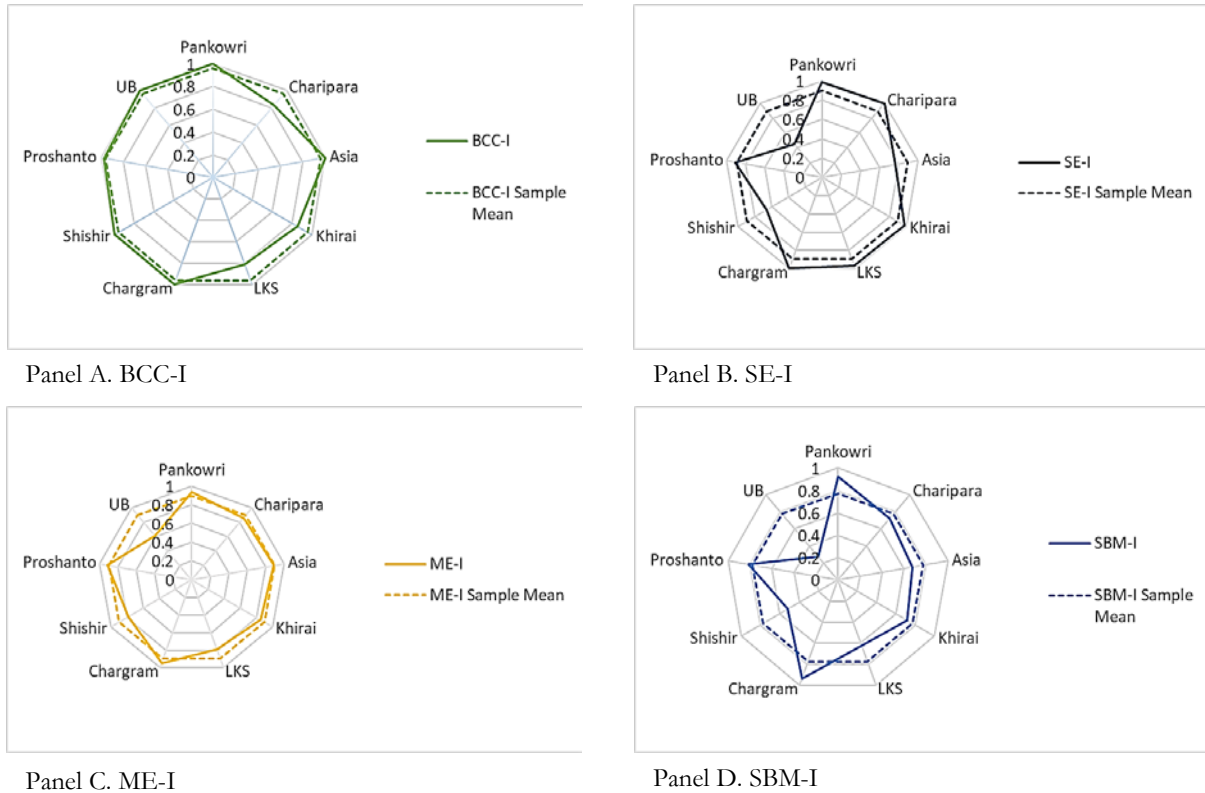 Pankowri
1
0.8
0.6
0.4
0.2
0
UB
Charipara
Proshanto
Asia
Shishir
Khirai
Chargram
LKS
BCC-I
BCC-I Sample
Mean
Panel A. BCC-I
Pankowri
1
0.8
0.6
0.4
0.2
0
UB
Charipara
Proshanto
Asia
Shishir
Khirai
Chargram
LKS
SE-I
SE-I Sample Mean
Panel B. SE-I
Pankowri
1
0.8
0.6
0.4
0.2
0
UB
Charipara
Proshanto
Asia
Shishir
Khirai
Chargram
LKS
ME-I
ME-I Sample Mean
Panel C. ME-I
Pankowri
1
0.8
0.6
0.4
0.2
0
UB
Charipara
Proshanto
Asia
Shishir
Khirai
Chargram
LKS
SBM-I
SBM-I Sample
Mean
Panel D. SBM-I